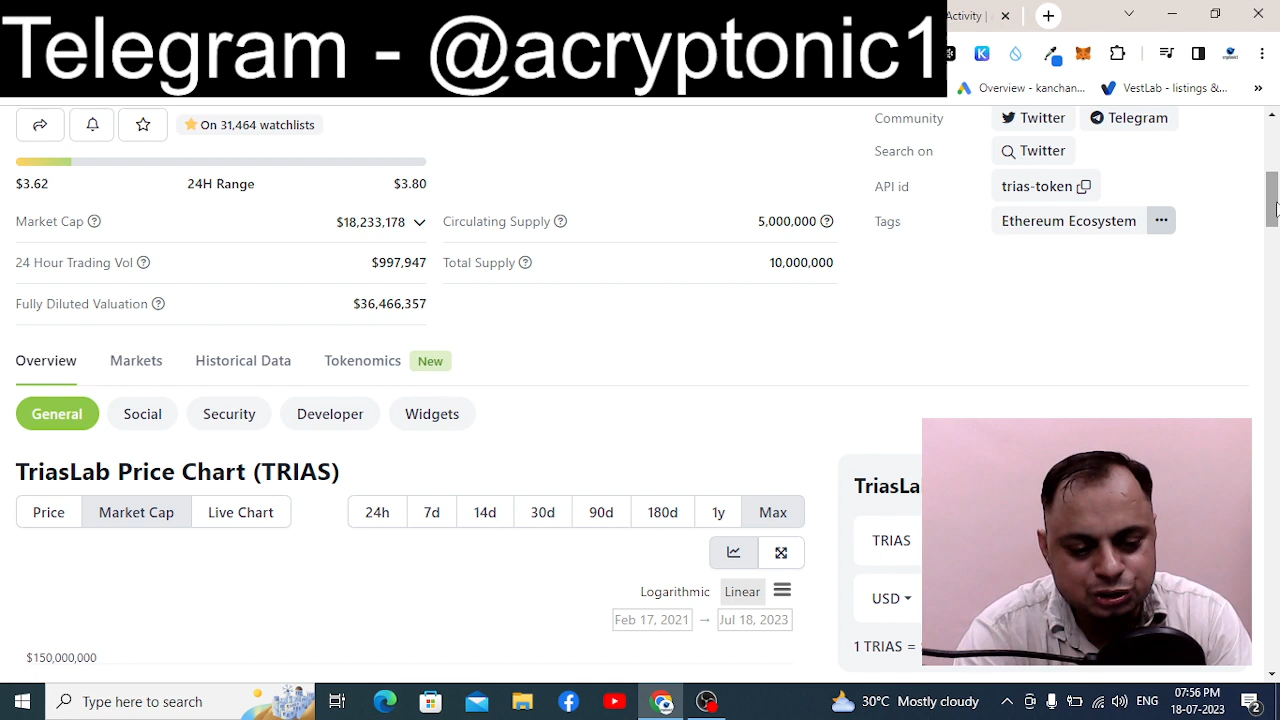 Telegram - @acryptonic1
Activity
Overview - kanchan...
VestLab - listing &...
»
On 31,464 watchlists
$3.62
24H Range
$3.80
Market Cap
$18,233,178
24 Hour Trading Vol
$997,947
Fully Diluted Valuation
$36,466,357
Circulating Supply
5,000,000
Total Supply
10,000,000
Community
Twitter
Telegram
Search on
Twitter
API id
trias-token
Tags
Ethereum Ecosystem
Overview
Markets
Historical Data
Tokenomics
New
General
Social
Security
Developer
Widgets
TriasLab Price Chart (TRIAS)
Price
Market Cap
Live Chart
24h
7d
14d
30d
90d
180d
1y
Max
Logarithmic
Linear
Feb 17, 2021 → Jul 18, 2023
$150,000,000
TriasLa
TRIAS
USD
1 TRIAS =
Type here to search
30°C Mostly cloudy
ENG
07:56 PM
18-07-2023
2